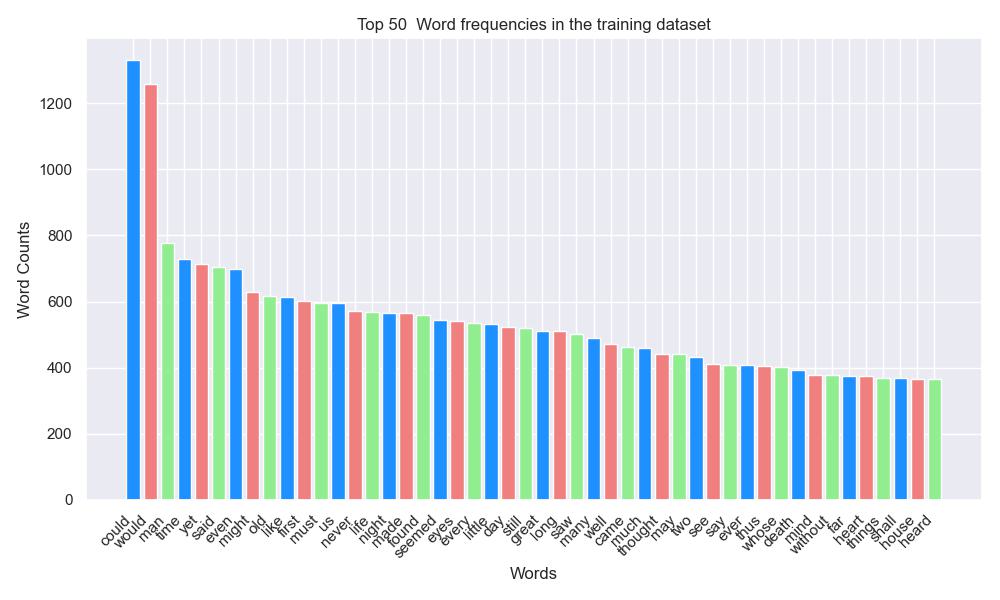 Top 50  Word frequencies in the training dataset
Word Counts
1200
1000
800
600
400
200
0
could
would
man
time
yet
said
even
might
old
like
first
must
us
never
life
night
made
found
seemed
eyes
every
little
day
still
great
long
saw
many
well
came
much
thought
may
two
see
say
ever
thus
whose
death
mind
without
far
heart
things
shall
house
heard
Words